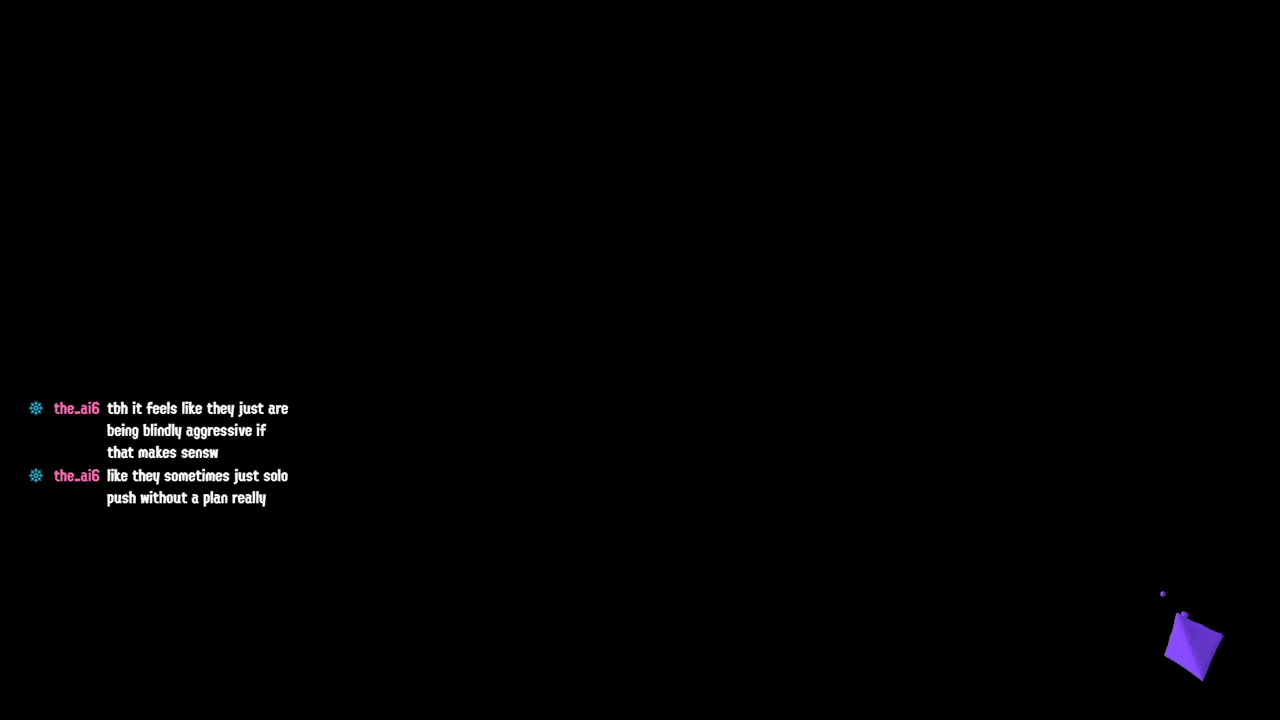 the_ai6 tbh it feels like they just are
being blindly aggressive if
that makes sensw
the_ai6 like they sometimes just solo
push without a plan really